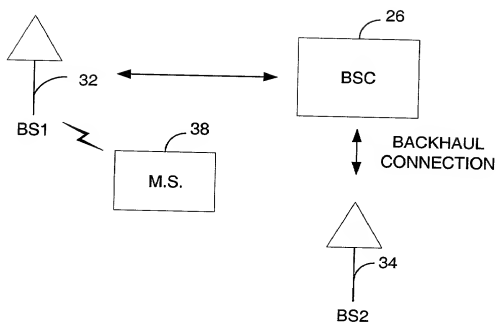 26
BSC
32
BS1
38
M.S.
BACKHAUL
CONNECTION
34
BS2